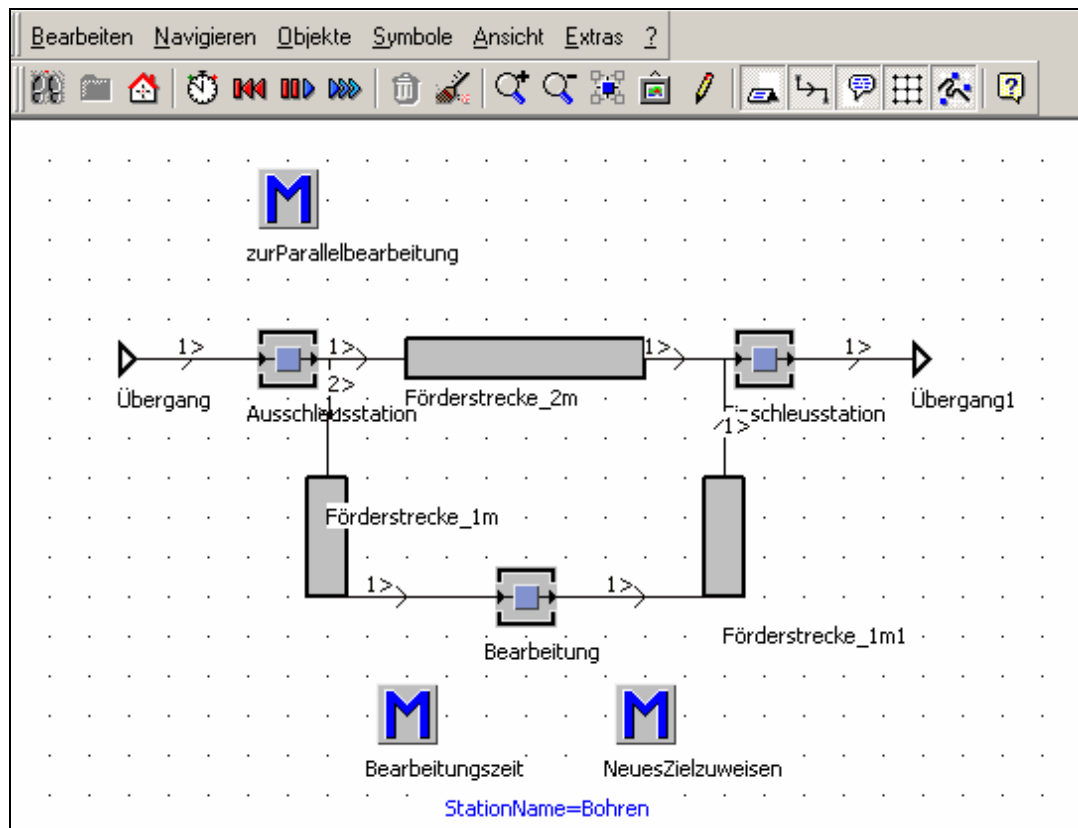 Bearbeiten Navigieren Objekte Symbole Ansicht Extras ?
M
zurParallelbearbeitung
1> 1> 1> 1>
2>
Übergang Ausschleusstation Förderstrecke_2m schleusstation Übergang1
1>
Förderstrecke_1m
1> 1>
Bearbeitung Förderstrecke_1m1
M M
Bearbeitungszeit NeuesZielzuweisen
StationName=Bohren